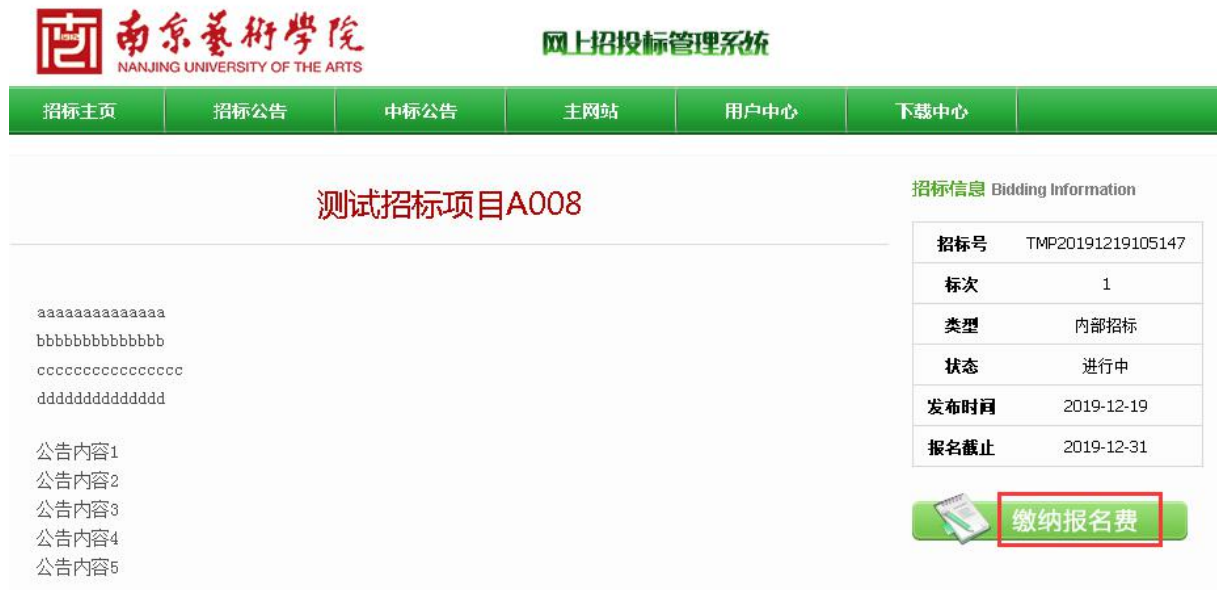 南京藝術學院
NANJING UNIVERSITY OF THE ARTS
网上招投标管理系统
招标主页 招标公告 中标公告 主网站 用户中心 下载中心
测试招标项目A008
aaaaaaaaaaaaaa
bbbbbbbbbbbbbb
cccccccccccccccc
dddddddddddddd
公告内容1
公告内容2
公告内容3
公告内容4
公告内容5
招标信息 Bidding Information
招标号 TMP20191219105147
标次 1
类型 内部招标
状态 进行中
发布时间 2019-12-19
报名截止 2019-12-31
缴纳报名费